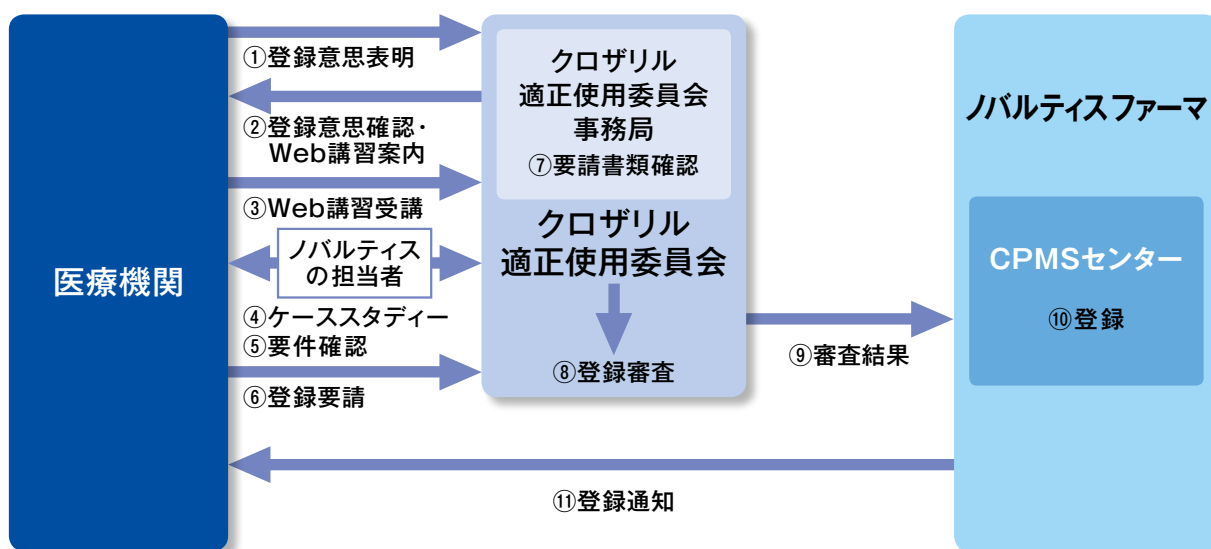 医療機関
①登録意思表明
②登録意思確認・
Web講習案内
③Web講習受講
ノバルティス
の担当者
④ケーススタディー
⑤要件確認
⑥登録要請
クロザリル
適正使用委員会
事務局
⑦要請書類確認
クロザリル
適正使用委員会
⑧登録審査
⑨審査結果
ノバルティスファーマ
CPMSセンター
⑩登録
⑪登録通知